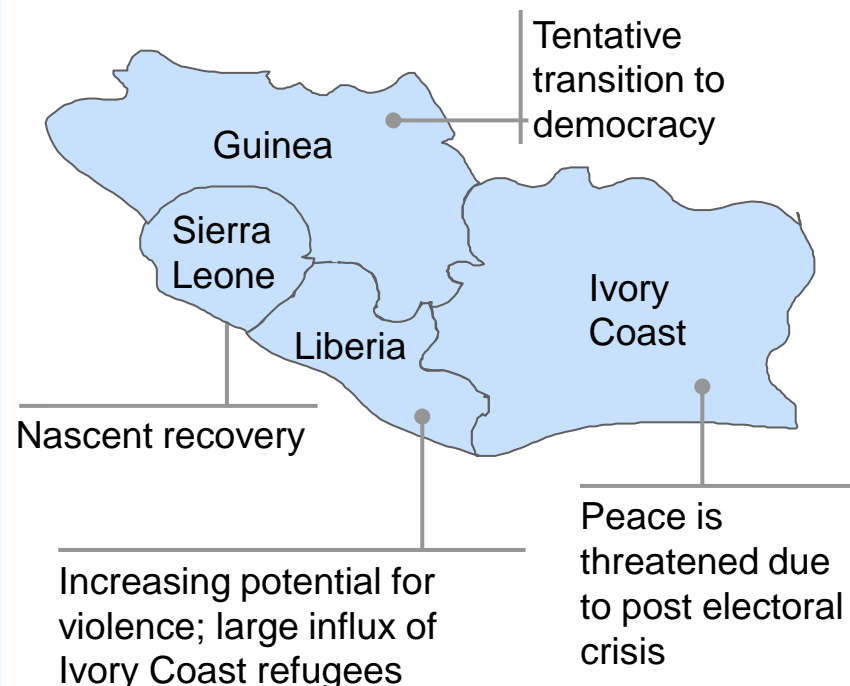 Tentative
transition to
democracy
Guinea
Sierra
Leone
Ivory
Coast
Liberia
Nascent recovery
Peace is
threatened due
to post electoral
crisis
Increasing potential for
violence; large influx of
Ivory Coast refugees